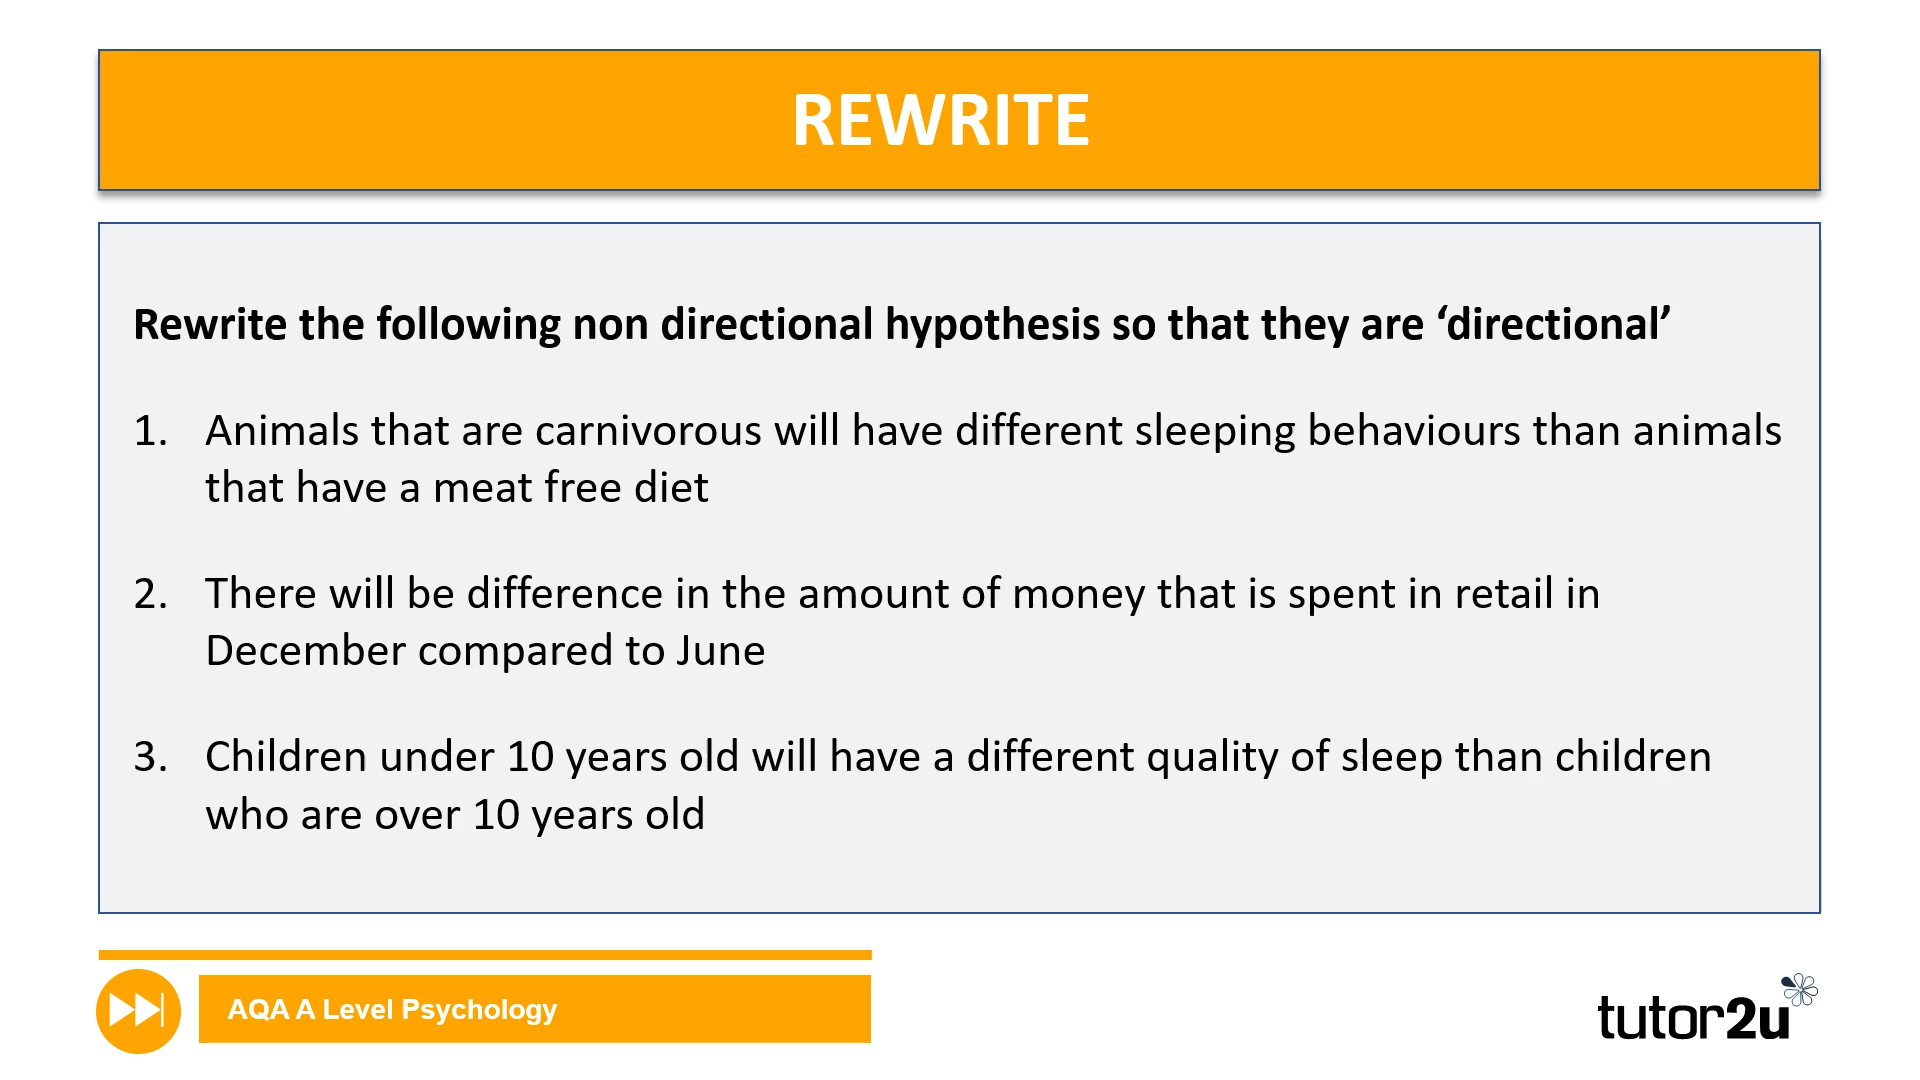 REWRITE
Rewrite the following non directional hypothesis so that they are ‘directional’
1. Animals that are carnivorous will have different sleeping behaviours than animals
that have a meat free diet
2. There will be difference in the amount of money that is spent in retail in
December compared to June
3. Children under 10 years old will have a different quality of sleep than children
who are over 10 years old
AQA A Level Psychology
tutor2u